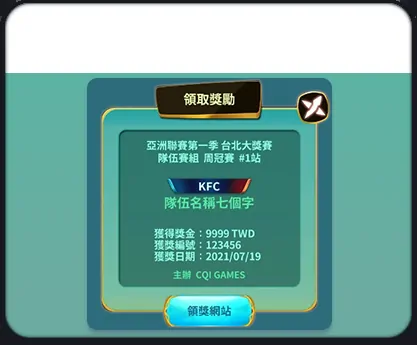 領取獎勵
亞洲聯賽第一季 台北大獎賽
隊伍賽組 周冠賽 #1站
KFC
隊伍名稱七個字
獲得獎金：9999 TWD
獲獎編號：123456
獲獎日期：2021/07/19
主辦 CQI GAMES
領獎網站